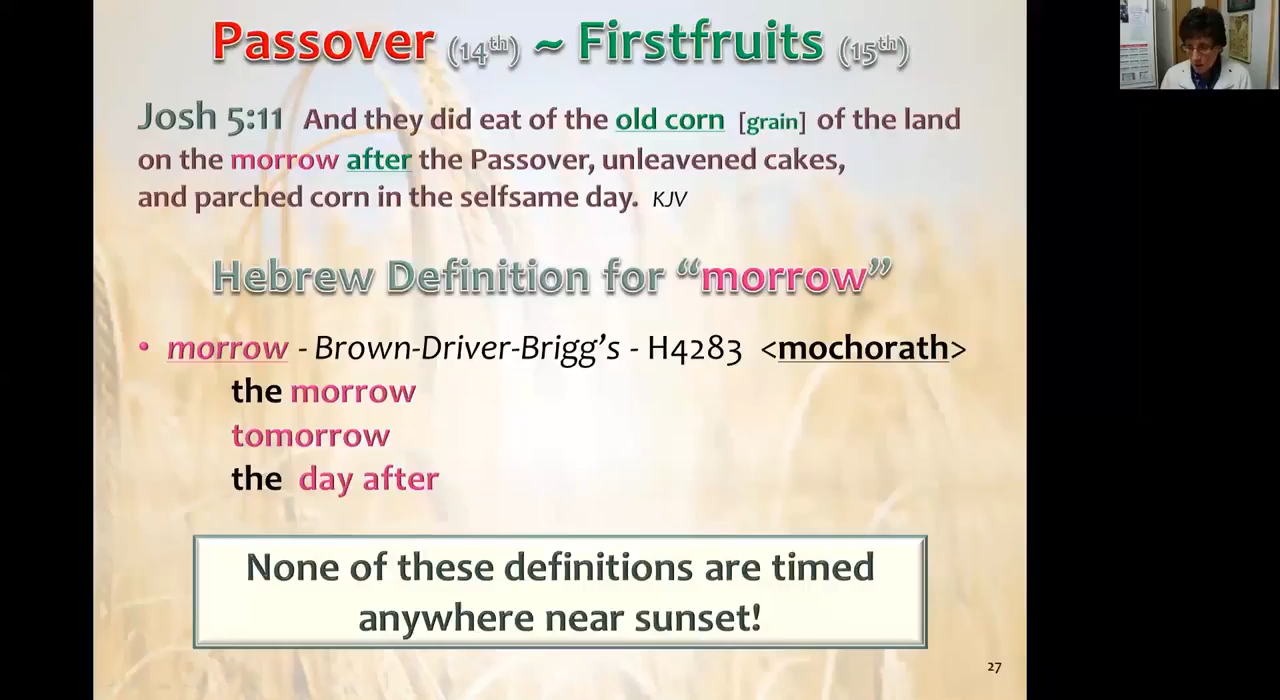 Passover (14th) ~ Firstfruits (15th)
Josh 5:11 And they did eat of the old corn [grain] of the land
on the morrow after the Passover, unleavened cakes,
and parched corn in the selfsame day. KJV
Hebrew Definition for “morrow”
• morrow - Brown-Driver-Brigg’s - H4283 <mochorath>
the morrow
tomorrow
the day after
None of these definitions are timed
anywhere near sunset!
27